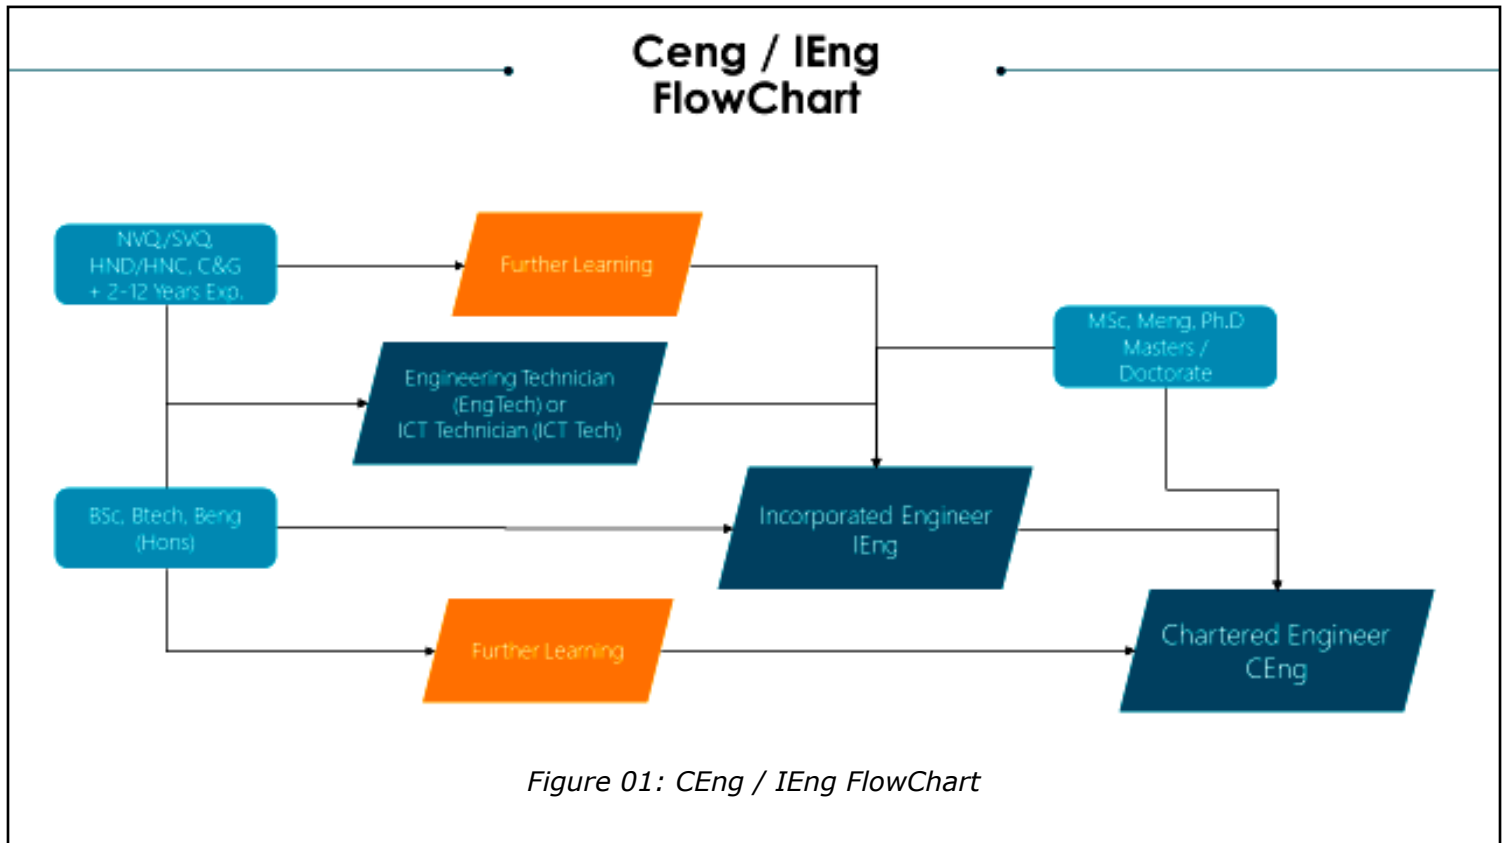 Ceng / IEng
FlowChart
NVQ/SVQ,
HND/HNC, C&G
+ 2-12 Years Exp.
Further Learning
MSc, Meng, Ph.D
Masters /
Doctorate
Engineering Technician
(EngTech) or
ICT Technician (ICT Tech)
BSc, Btech, Beng
(Hons)
Incorporated Engineer
IEng
Further Learning
Chartered Engineer
CEng
Figure 01: CEng / IEng FlowChart